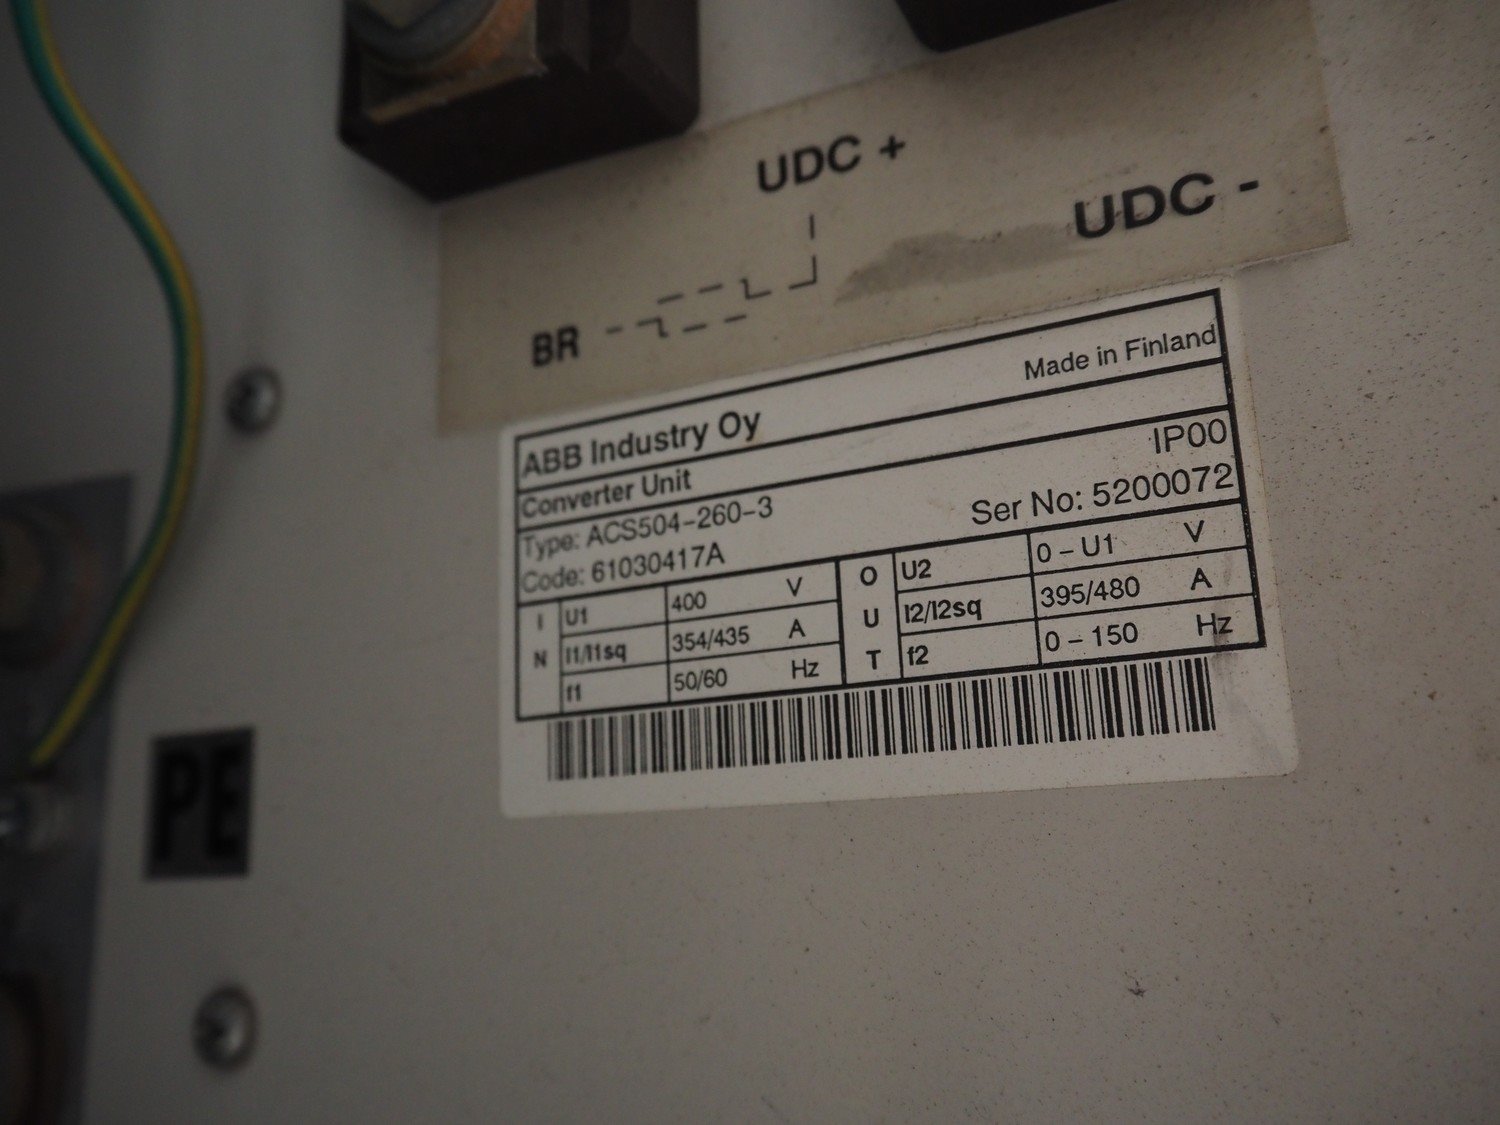 UDC +
UDC -
BR
ABB Industry Oy Made in Finland
Converter Unit
IP00
Type: ACS504-260-3
Ser No: 5200072
Code: 61030417A
IN
U1 400 V
I1/I1sq 354/435 A
f1 50/60 Hz
OUT
U2 0 – U1 V
I2/I2sq 395/480 A
f2 0 – 150 Hz
PE